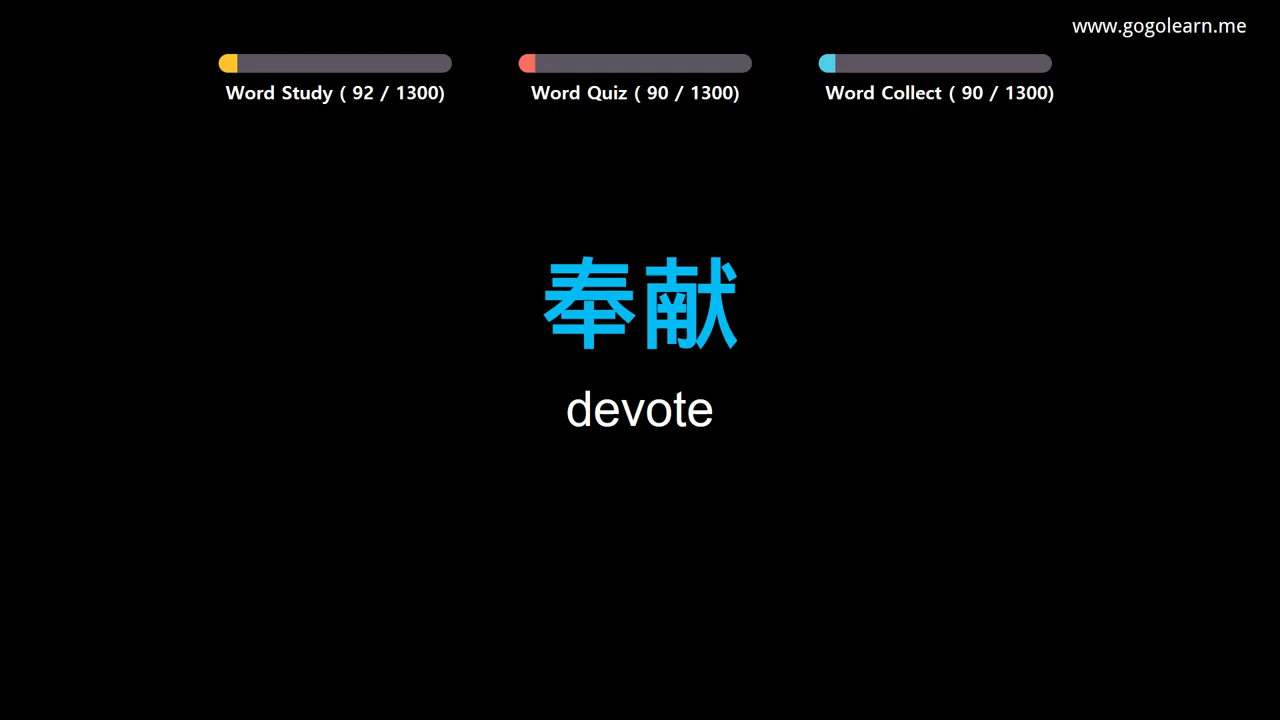 www.gogolearn.me
Word Study ( 92 / 1300)
Word Quiz ( 90 / 1300)
Word Collect ( 90 / 1300)
奉献
devote